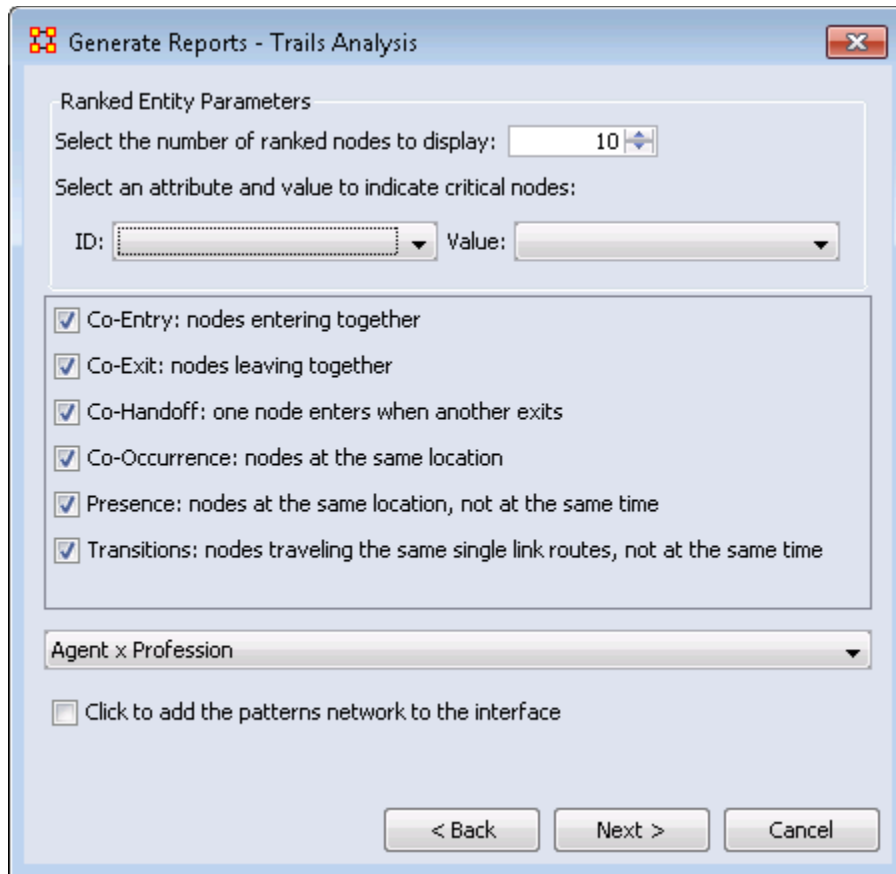 Generate Reports - Trails Analysis
Ranked Entity Parameters
Select the number of ranked nodes to display: 10
Select an attribute and value to indicate critical nodes:
ID: Value:
Co-Entry: nodes entering together
Co-Exit: nodes leaving together
Co-Handoff: one node enters when another exits
Co-Occurrence: nodes at the same location
Presence: nodes at the same location, not at the same time
Transitions: nodes traveling the same single link routes, not at the same time
Agent x Profession
Click to add the patterns network to the interface
< Back Next > Cancel